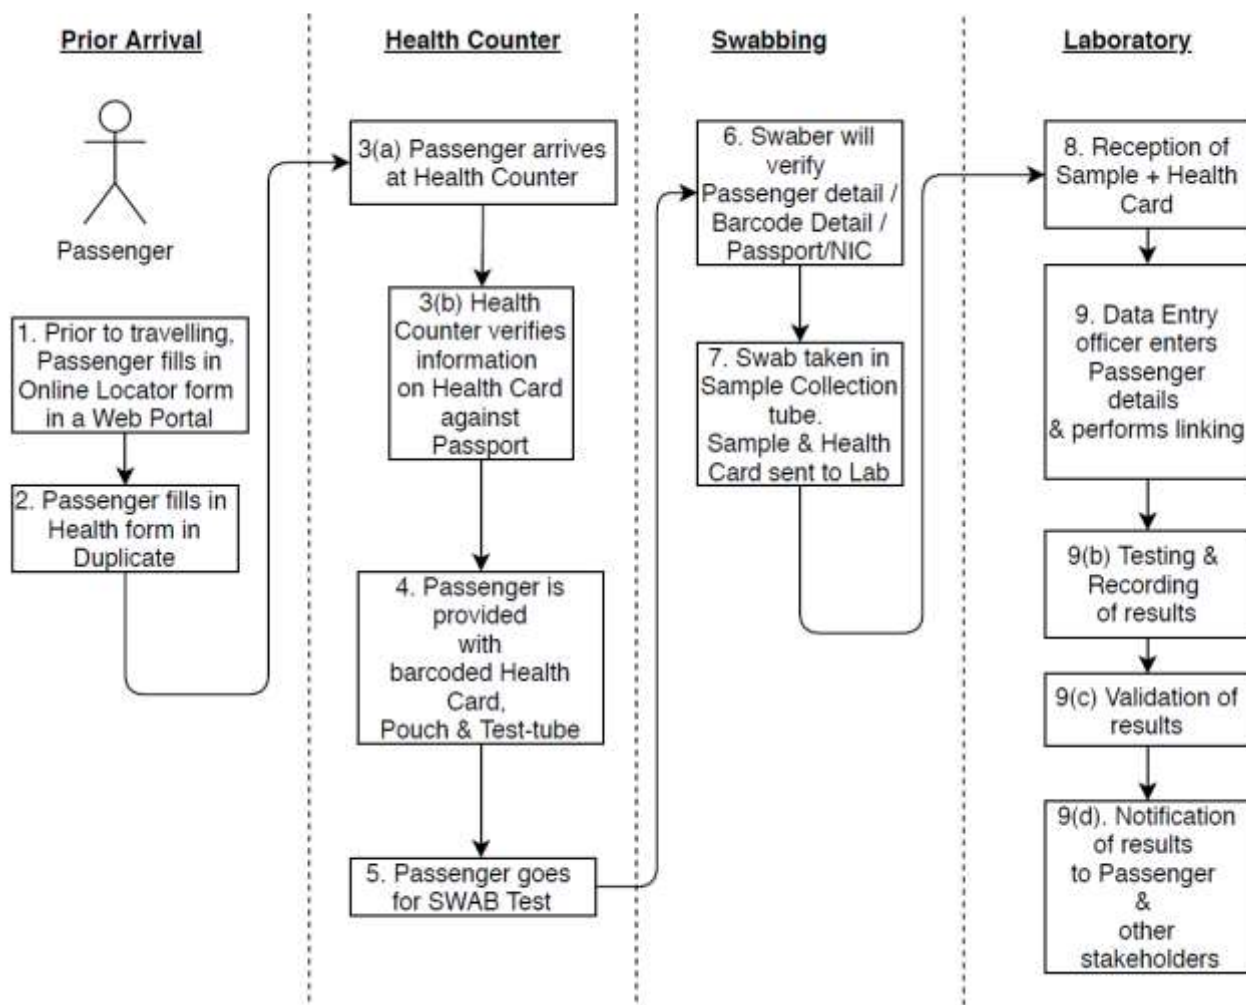 Prior Arrival
Passenger
1. Prior to travelling,
Passenger fills in
Online Locator form
in a Web Portal
2. Passenger fills in
Health form in
Duplicate
Health Counter
3(a) Passenger arrives
at Health Counter
3(b) Health
Counter verifies
information
on Health Card
against
Passport
4. Passenger is
provided
with
barcoded Health
Card,
Pouch & Test-tube
5. Passenger goes
for SWAB Test
Swabbing
6. Swaber will
verify
Passenger detail /
Barcode Detail /
Passport/NIC
7. Swab taken in
Sample Collection
tube.
Sample & Health
Card sent to Lab
Laboratory
8. Reception of
Sample + Health
Card
9. Data Entry
officer enters
Passenger
details
& performs linking
9(b) Testing &
Recording
of results
9(c) Validation of
results
9(d). Notification
of results
to Passenger
&
other
stakeholders